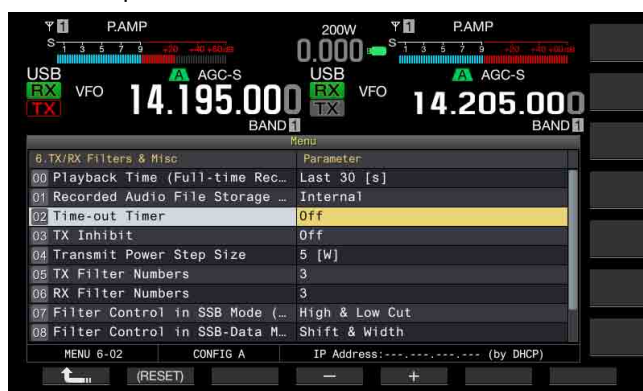 1 P.AMP 200W 1 P.AMP
S 1 3 5 7 9 +20 +40 +60dB 0.000 S 1 3 5 7 9 +20 +40 +60dB
USB A AGC-S USB A AGC-S
RX VFO 14.195.000 RX VFO 14.205.000
TX TX
BAND 1 BAND 1
Menu
6.TX/RX Filters & Misc Parameter
00 Playback Time (Full-time Rec… Last 30 [s]
01 Recorded Audio File Storage … Internal
02 Time-out Timer Off
03 TX Inhibit Off
04 Transmit Power Step Size 5 [W]
05 TX Filter Numbers 3
06 RX Filter Numbers 3
07 Filter Control in SSB Mode (… High & Low Cut
08 Filter Control in SSB-Data M… Shift & Width
MENU 6-02 CONFIG A IP Address:---.---.---.--- (by DHCP)
(RESET) − +